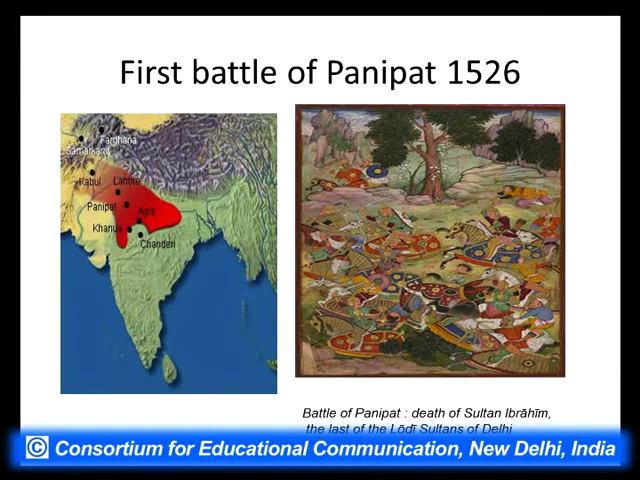 First battle of Panipat 1526
Farghana
Samarkand
Kabul
Lahore
Panipat
Agra
Khanua
Chanderi
Battle of Panipat : death of Sultan Ibrāhīm,
the last of the Lōdī Sultans of Delhi
© Consortium for Educational Communication, New Delhi, India